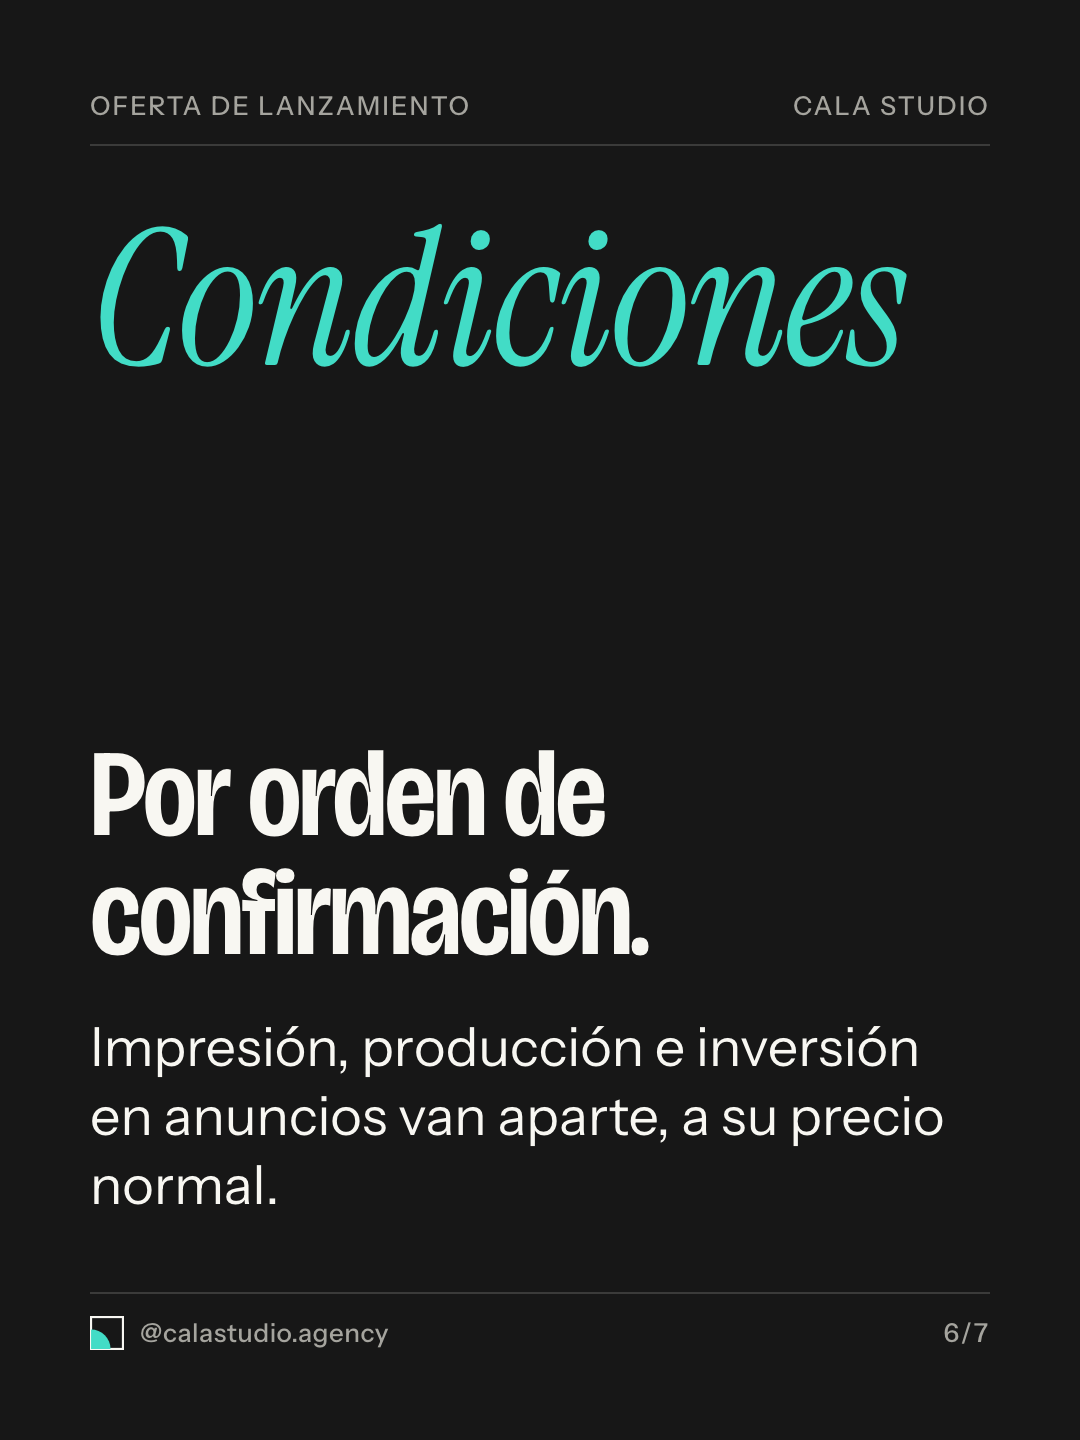 OFERTA DE LANZAMIENTO
CALA STUDIO
Condiciones
Por orden de
confirmación.
Impresión, producción e inversión
en anuncios van aparte, a su precio
normal.
@calastudio.agency
6/7